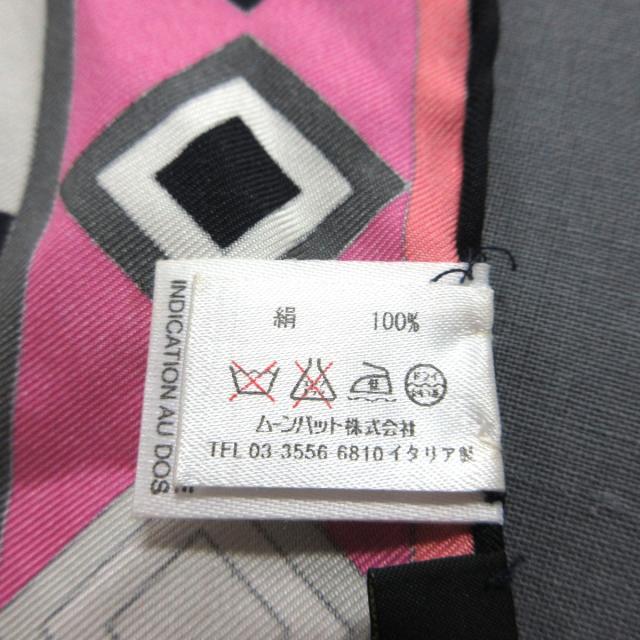 絹 100%
ムーンバット株式会社
TEL 03-3556 6810 イタリア製
INDICATION AU DOS